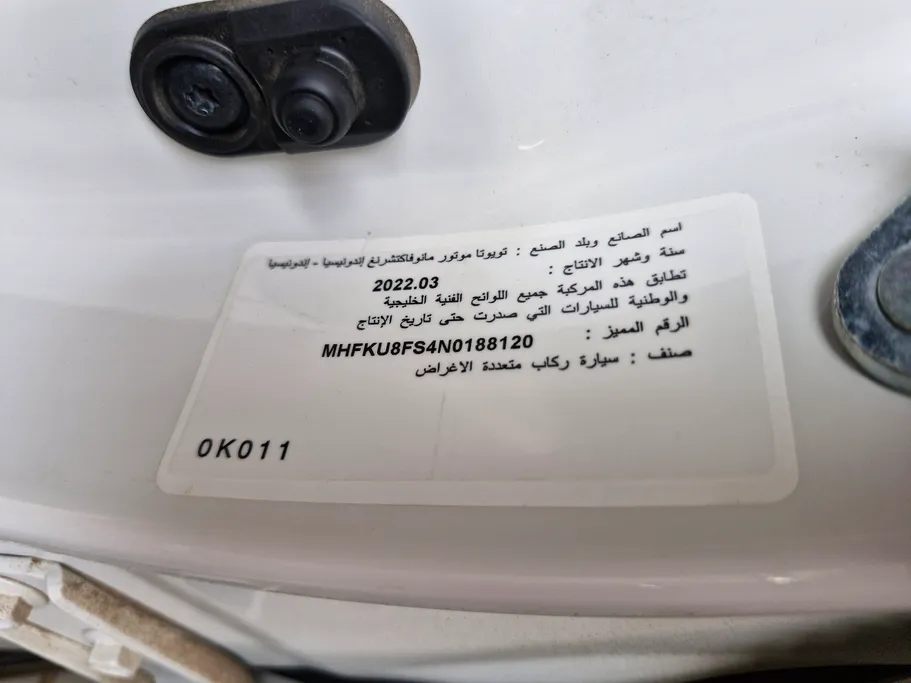 اسم الصانع وبلد الصنع : تويوتا موتور مانوفاكتشرنغ إندونيسيا - إندونيسيا
سنة وشهر الانتاج : 2022.03
تطابق هذه المركبة جميع اللوائح الفنية الخليجية
والوطنية للسيارات التي صدرت حتى تاريخ الإنتاج
الرقم المميز : MHFKU8FS4N0188120
صنف : سيارة ركاب متعددة الاغراض
0K011